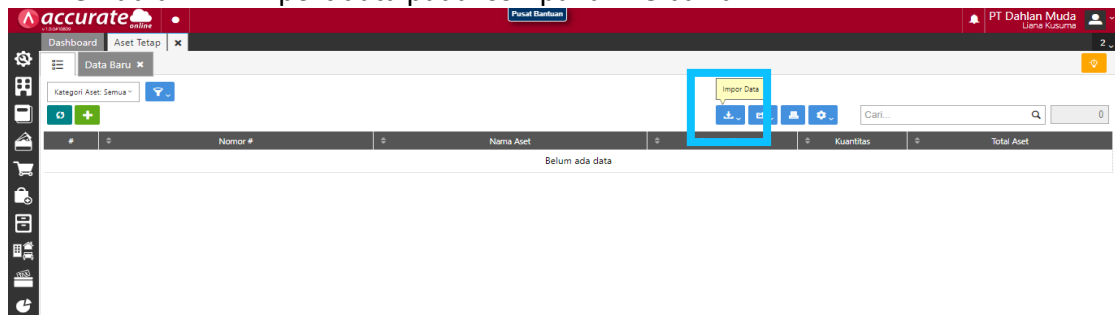 accurate online
PT Dahlan Muda
Liana Kusuma
Pusat Bantuan
Dashboard
Aset Tetap
2
Data Baru
Kategori Aset: Semua
Impor Data
Cari...
0
#
Nomor #
Nama Aset
Kuantitas
Total Aset
Belum ada data